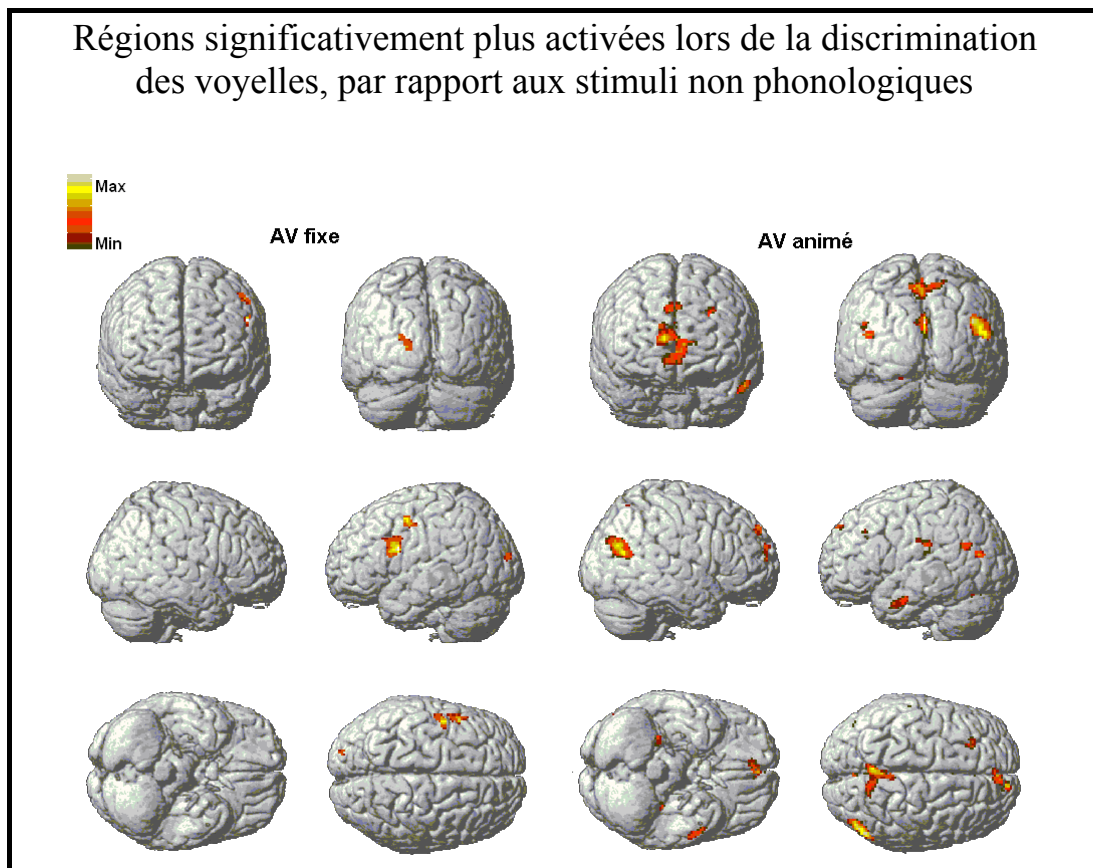 Régions significativement plus activées lors de la discrimination
des voyelles, par rapport aux stimuli non phonologiques
Max
Min
AV fixe
AV animé